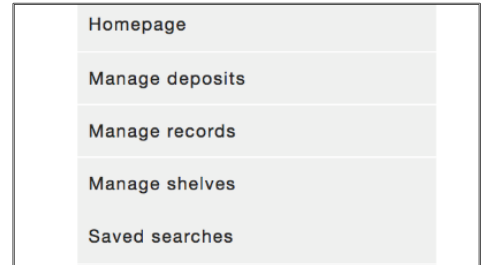 Homepage
Manage deposits
Manage records
Manage shelves
Saved searches